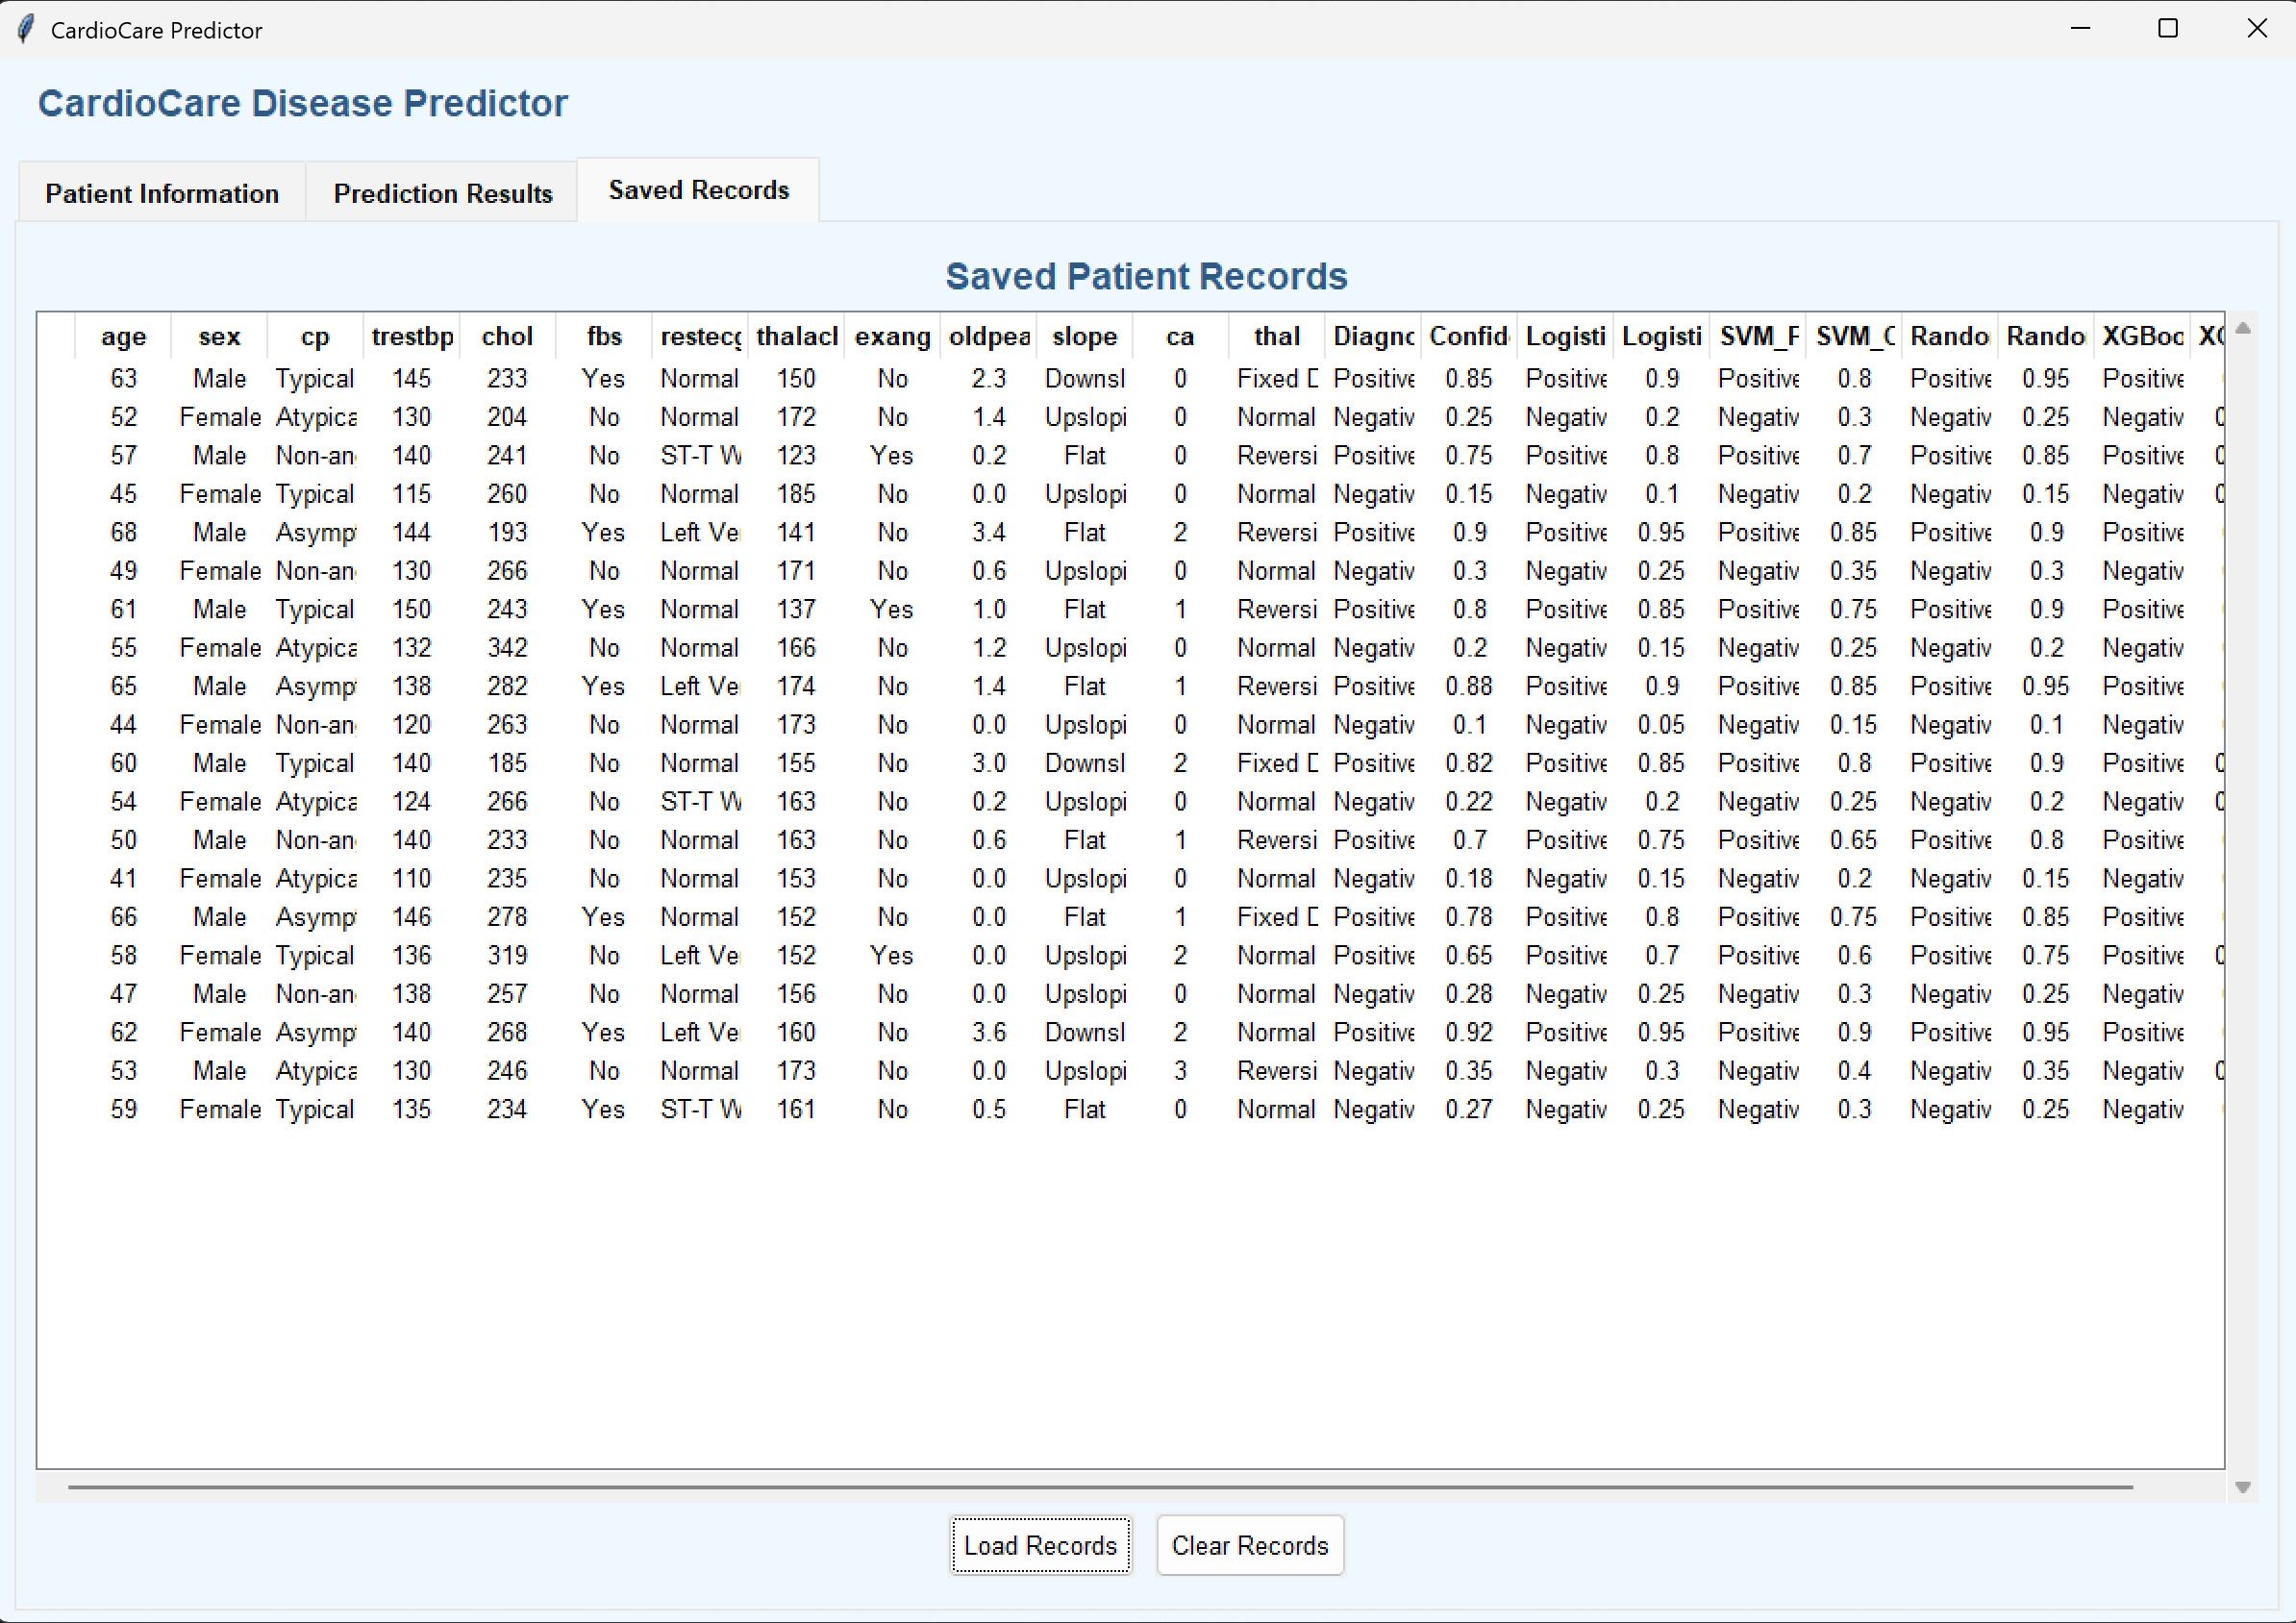 CardioCare Predictor
CardioCare Disease Predictor
Patient Information Prediction Results Saved Records
Saved Patient Records
age sex cp trestbp chol fbs restecg thalacl exang oldpea slope ca thal Diagno Confid Logisti Logisti SVM_F SVM_C Rando Rando XGBoo XG
63 Male Typical 145 233 Yes Normal 150 No 2.3 Downsl 0 Fixed D Positive 0.85 Positive 0.9 Positive 0.8 Positive 0.95 Positive
52 Female Atypica 130 204 No Normal 172 No 1.4 Upslopi 0 Normal Negativ 0.25 Negativ 0.2 Negativ 0.3 Negativ 0.25 Negativ
57 Male Non-an 140 241 No ST-T W 123 Yes 0.2 Flat 0 Reversi Positive 0.75 Positive 0.8 Positive 0.7 Positive 0.85 Positive
45 Female Typical 115 260 No Normal 185 No 0.0 Upslopi 0 Normal Negativ 0.15 Negativ 0.1 Negativ 0.2 Negativ 0.15 Negativ
68 Male Asymp 144 193 Yes Left Ve 141 No 3.4 Flat 2 Reversi Positive 0.9 Positive 0.95 Positive 0.85 Positive 0.9 Positive
49 Female Non-an 130 266 No Normal 171 No 0.6 Upslopi 0 Normal Negativ 0.3 Negativ 0.25 Negativ 0.35 Negativ 0.3 Negativ
61 Male Typical 150 243 Yes Normal 137 Yes 1.0 Flat 1 Reversi Positive 0.8 Positive 0.85 Positive 0.75 Positive 0.9 Positive
55 Female Atypica 132 342 No Normal 166 No 1.2 Upslopi 0 Normal Negativ 0.2 Negativ 0.15 Negativ 0.25 Negativ 0.2 Negativ
65 Male Asymp 138 282 Yes Left Ve 174 No 1.4 Flat 1 Reversi Positive 0.88 Positive 0.9 Positive 0.85 Positive 0.95 Positive
44 Female Non-an 120 263 No Normal 173 No 0.0 Upslopi 0 Normal Negativ 0.1 Negativ 0.05 Negativ 0.15 Negativ 0.1 Negativ
60 Male Typical 140 185 No Normal 155 No 3.0 Downsl 2 Fixed D Positive 0.82 Positive 0.85 Positive 0.8 Positive 0.9 Positive
54 Female Atypica 124 266 No ST-T W 163 No 0.2 Upslopi 0 Normal Negativ 0.22 Negativ 0.2 Negativ 0.25 Negativ 0.2 Negativ
50 Male Non-an 140 233 No Normal 163 No 0.6 Flat 1 Reversi Positive 0.7 Positive 0.75 Positive 0.65 Positive 0.8 Positive
41 Female Atypica 110 235 No Normal 153 No 0.0 Upslopi 0 Normal Negativ 0.18 Negativ 0.15 Negativ 0.2 Negativ 0.15 Negativ
66 Male Asymp 146 278 Yes Normal 152 No 0.0 Flat 1 Fixed D Positive 0.78 Positive 0.8 Positive 0.75 Positive 0.85 Positive
58 Female Typical 136 319 No Left Ve 152 Yes 0.0 Upslopi 2 Normal Positive 0.65 Positive 0.7 Positive 0.6 Positive 0.75 Positive
47 Male Non-an 138 257 No Normal 156 No 0.0 Upslopi 0 Normal Negativ 0.28 Negativ 0.25 Negativ 0.3 Negativ 0.25 Negativ
62 Female Asymp 140 268 Yes Left Ve 160 No 3.6 Downsl 2 Normal Positive 0.92 Positive 0.95 Positive 0.9 Positive 0.95 Positive
53 Male Atypica 130 246 No Normal 173 No 0.0 Upslopi 3 Reversi Negativ 0.35 Negativ 0.3 Negativ 0.4 Negativ 0.35 Negativ
59 Female Typical 135 234 Yes ST-T W 161 No 0.5 Flat 0 Normal Negativ 0.27 Negativ 0.25 Negativ 0.3 Negativ 0.25 Negativ
Load Records Clear Records